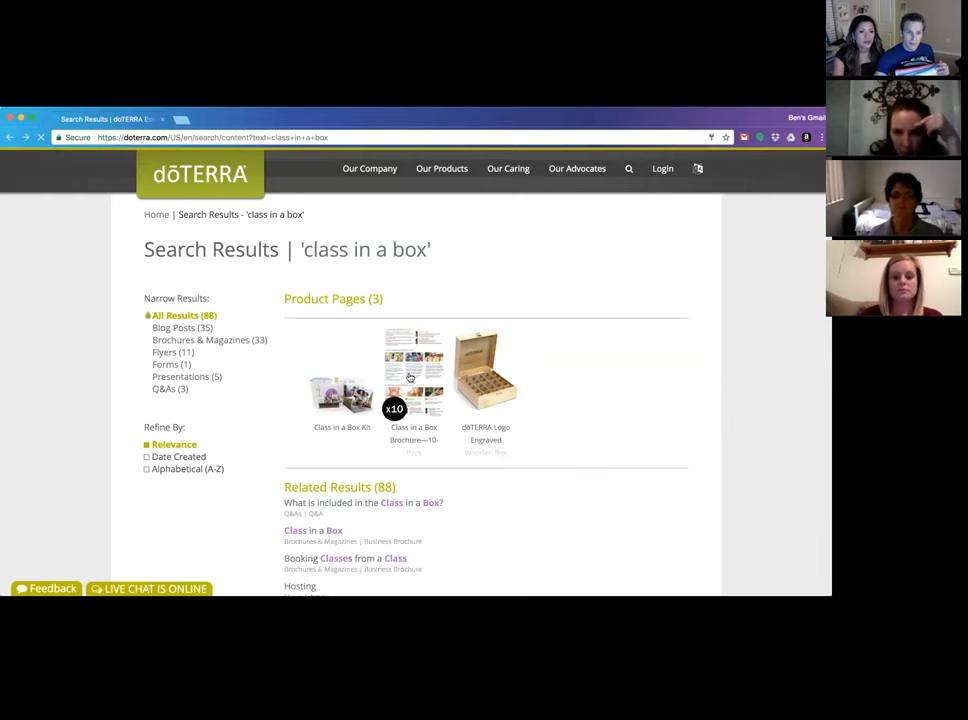 Search Results | dōTERRA Ess
Ben's Gmail
Secure https://doterra.com/US/en/search/content?text=class+in+a+box
dōTERRA
Our Company Our Products Our Caring Our Advocates Login
Home | Search Results - 'class in a box'
Search Results | 'class in a box'
Narrow Results:
All Results (88)
Blog Posts (35)
Brochures & Magazines (33)
Flyers (11)
Forms (1)
Presentations (5)
Q&As (3)
Refine By:
Relevance
Date Created
Alphabetical (A-Z)
Product Pages (3)
x10
Class in a Box Kit
Class in a Box
Brochure—10-
Pack
dōTERRA Logo
Engraved
Wooden Box
Related Results (88)
What is included in the Class in a Box?
Q&As | Q&A
Class in a Box
Brochures & Magazines | Business Brochure
Booking Classes from a Class
Brochures & Magazines | Business Brochure
Hosting
Feedback
LIVE CHAT IS ONLINE